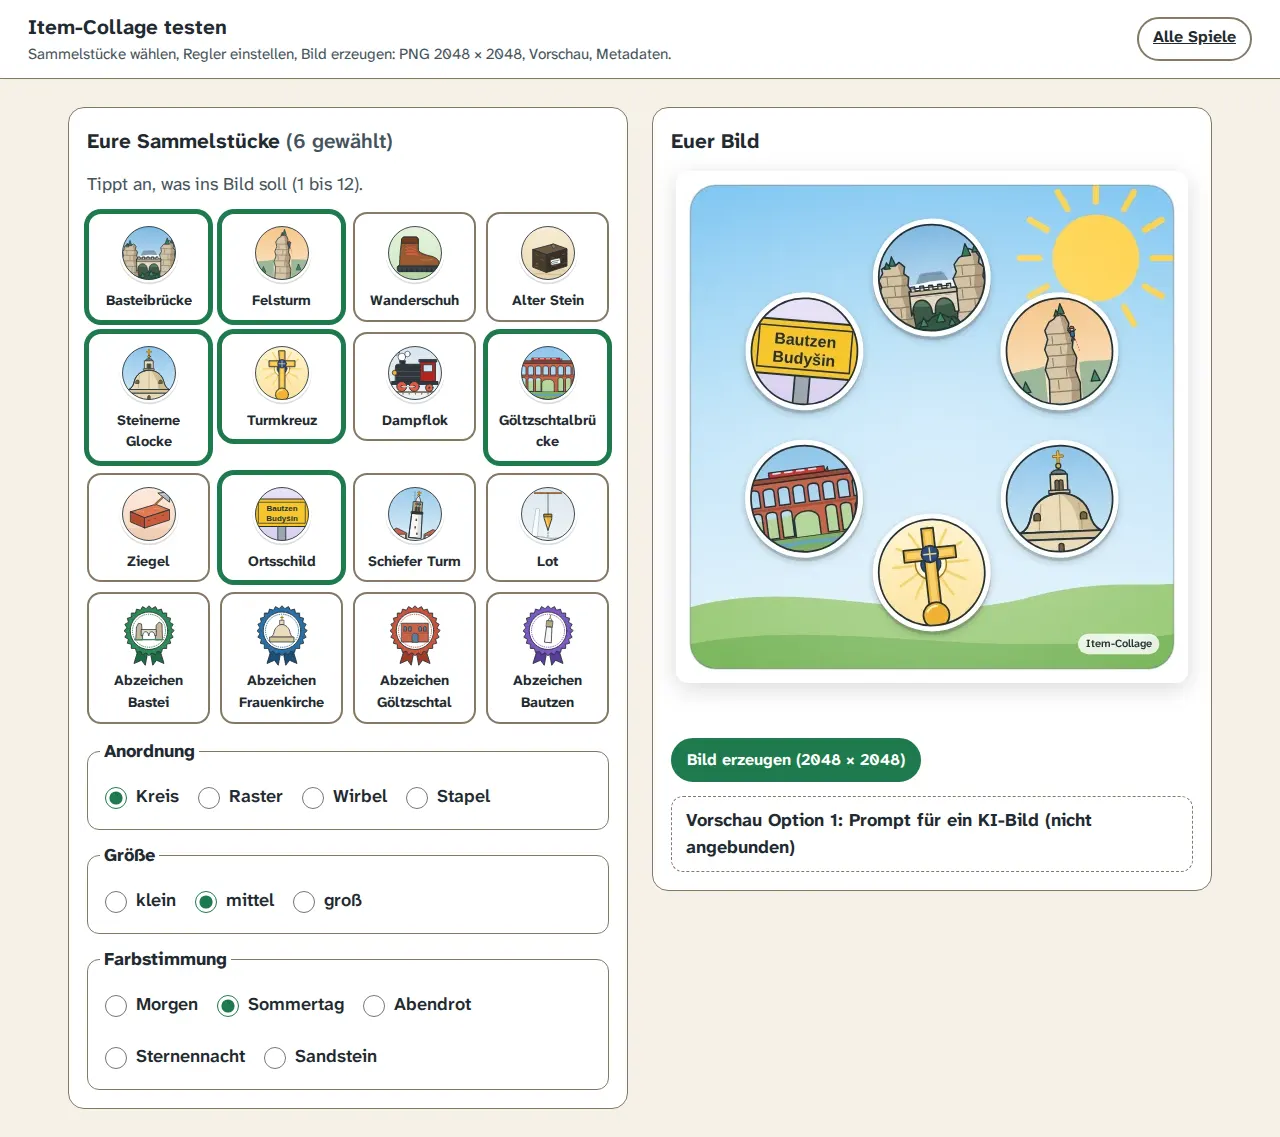 Item-Collage testen
Sammelstücke wählen, Regler einstellen, Bild erzeugen: PNG 2048 × 2048, Vorschau, Metadaten.
Alle Spiele
Eure Sammelstücke (6 gewählt)
Tippt an, was ins Bild soll (1 bis 12).
Basteibrücke
Felsturm
Wanderschuh
Alter Stein
Steinerne
Glocke
Turmkreuz
Dampflok
Göltzschtalbrü
cke
Ziegel
Bautzen
Budyšin
Ortsschild
Schiefer Turm
Lot
Abzeichen
Bastei
Abzeichen
Frauenkirche
Abzeichen
Göltzschtal
Abzeichen
Bautzen
Anordnung
Kreis
Raster
Wirbel
Stapel
Größe
klein
mittel
groß
Farbstimmung
Morgen
Sommertag
Abendrot
Sternennacht
Sandstein
Euer Bild
Bautzen
Budyšin
Item-Collage
Bild erzeugen (2048 × 2048)
Vorschau Option 1: Prompt für ein KI-Bild (nicht
angebunden)